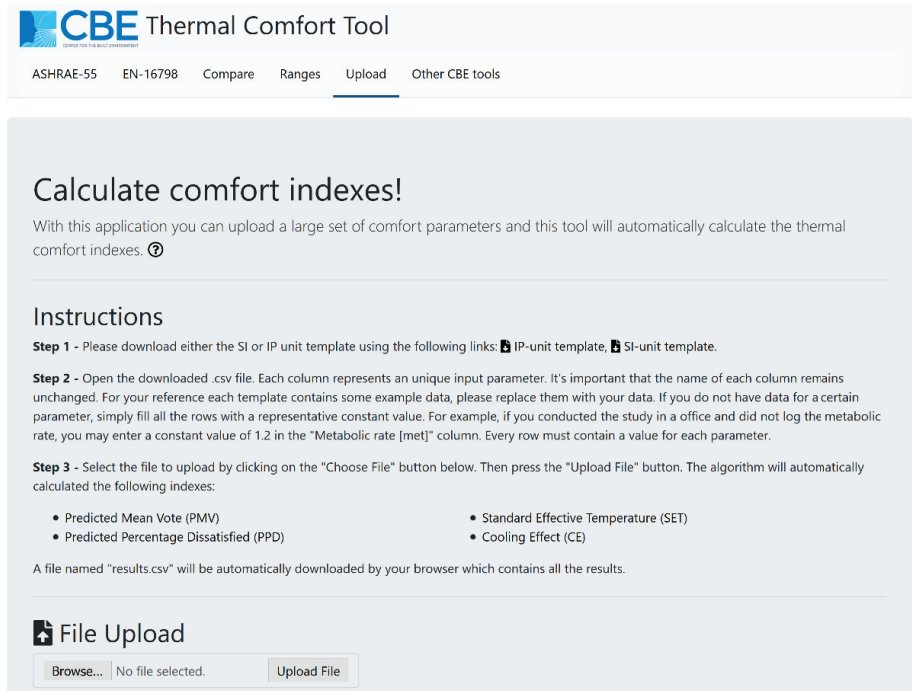 CBE Thermal Comfort Tool
CENTER FOR THE BUILT ENVIRONMENT
ASHRAE-55 EN-16798 Compare Ranges Upload Other CBE tools
Calculate comfort indexes!
With this application you can upload a large set of comfort parameters and this tool will automatically calculate the thermal
comfort indexes.
Instructions
Step 1 - Please download either the SI or IP unit template using the following links: IP-unit template, SI-unit template.
Step 2 - Open the downloaded .csv file. Each column represents an unique input parameter. It's important that the name of each column remains
unchanged. For your reference each template contains some example data, please replace them with your data. If you do not have data for a certain
parameter, simply fill all the rows with a representative constant value. For example, if you conducted the study in a office and did not log the metabolic
rate, you may enter a constant value of 1.2 in the "Metabolic rate [met]" column. Every row must contain a value for each parameter.
Step 3 - Select the file to upload by clicking on the "Choose File" button below. Then press the "Upload File" button. The algorithm will automatically
calculated the following indexes:
• Predicted Mean Vote (PMV)
• Predicted Percentage Dissatisfied (PPD)
• Standard Effective Temperature (SET)
• Cooling Effect (CE)
A file named "results.csv" will be automatically downloaded by your browser which contains all the results.
File Upload
Browse... No file selected. Upload File